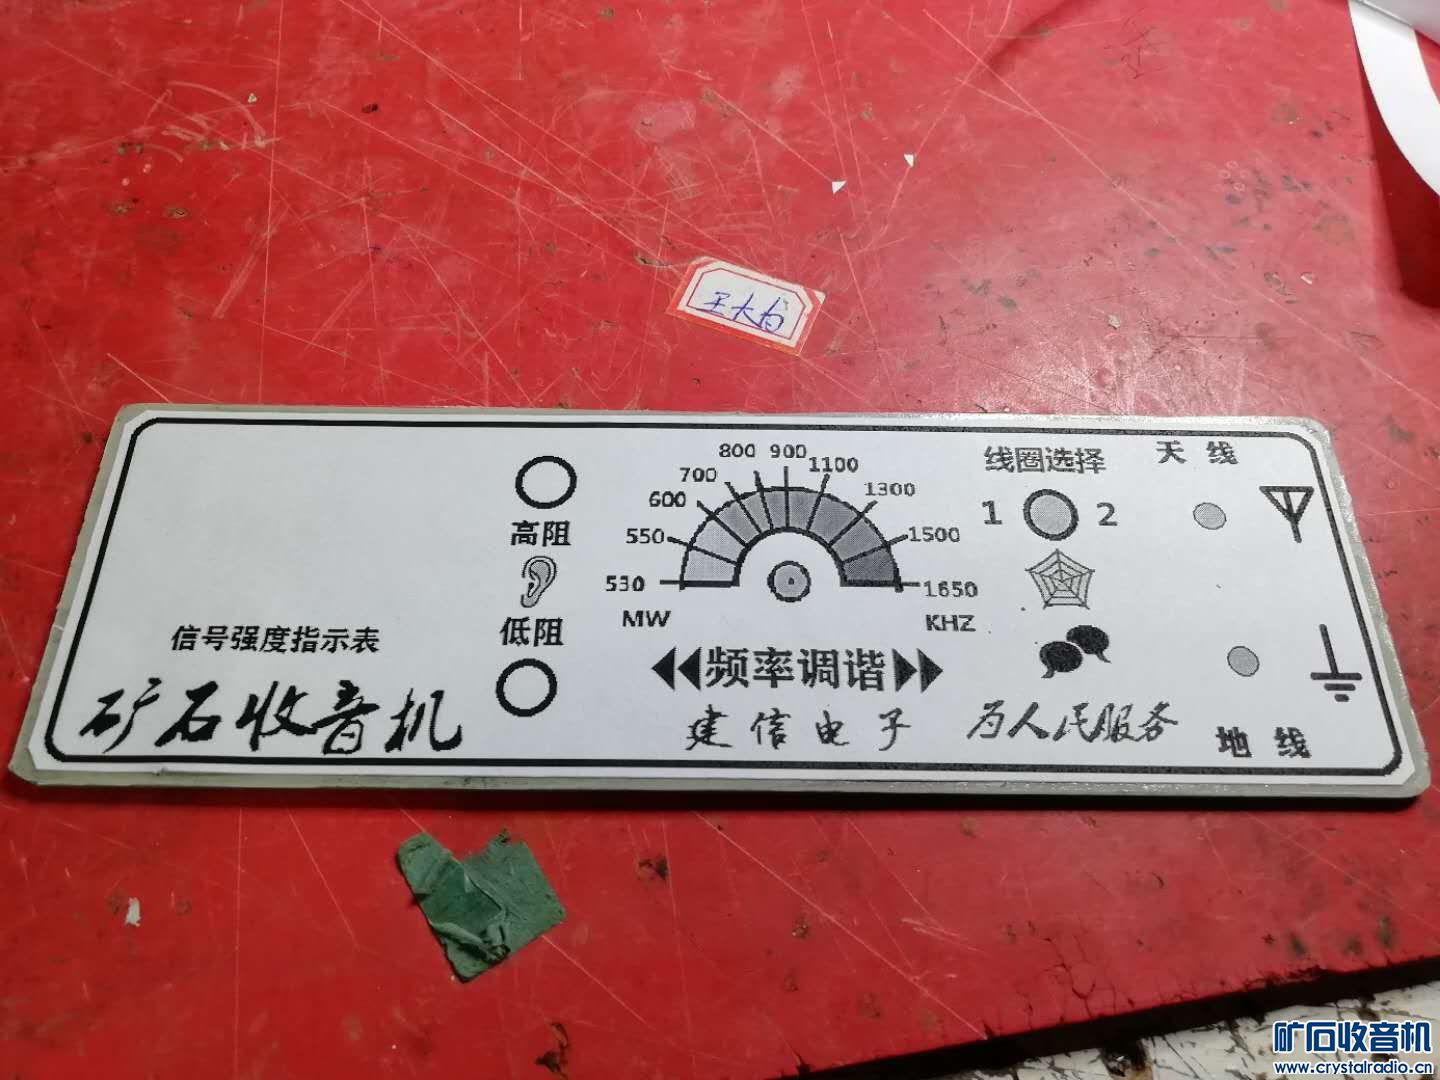 王大为
800 900
700 1100
600 1300
550 1500
530 1650
MW KHZ
频率调谐
建信电子
高阻
低阻
信号强度指示表
矿石收音机
线圈选择
1 2
为人民服务
天线
地线
矿石收音机
www.crystalradio.cn